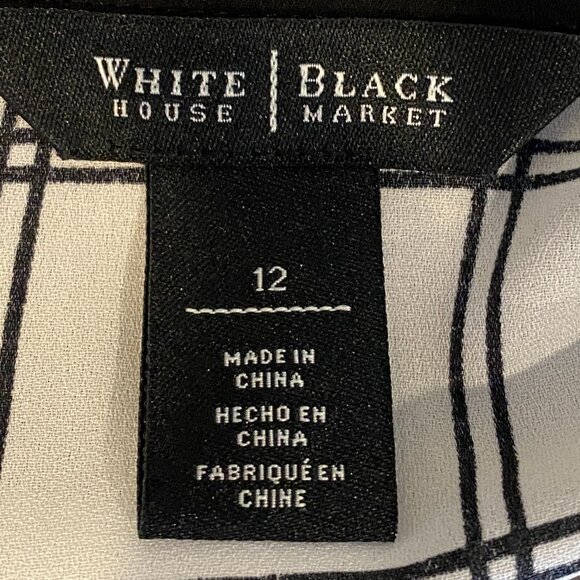 WHITE | BLACK
HOUSE | MARKET
12
MADE IN
CHINA
HECHO EN
CHINA
FABRIQUÉ EN
CHINE